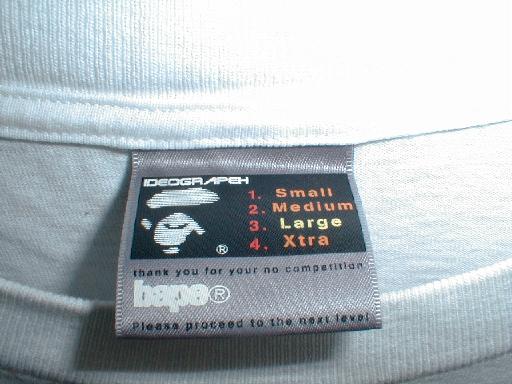 IDEOGRAPEH
1. Small
2. Medium
3. Large
4. Xtra
®
thank you for your no competition
bape®
Please proceed to the next level